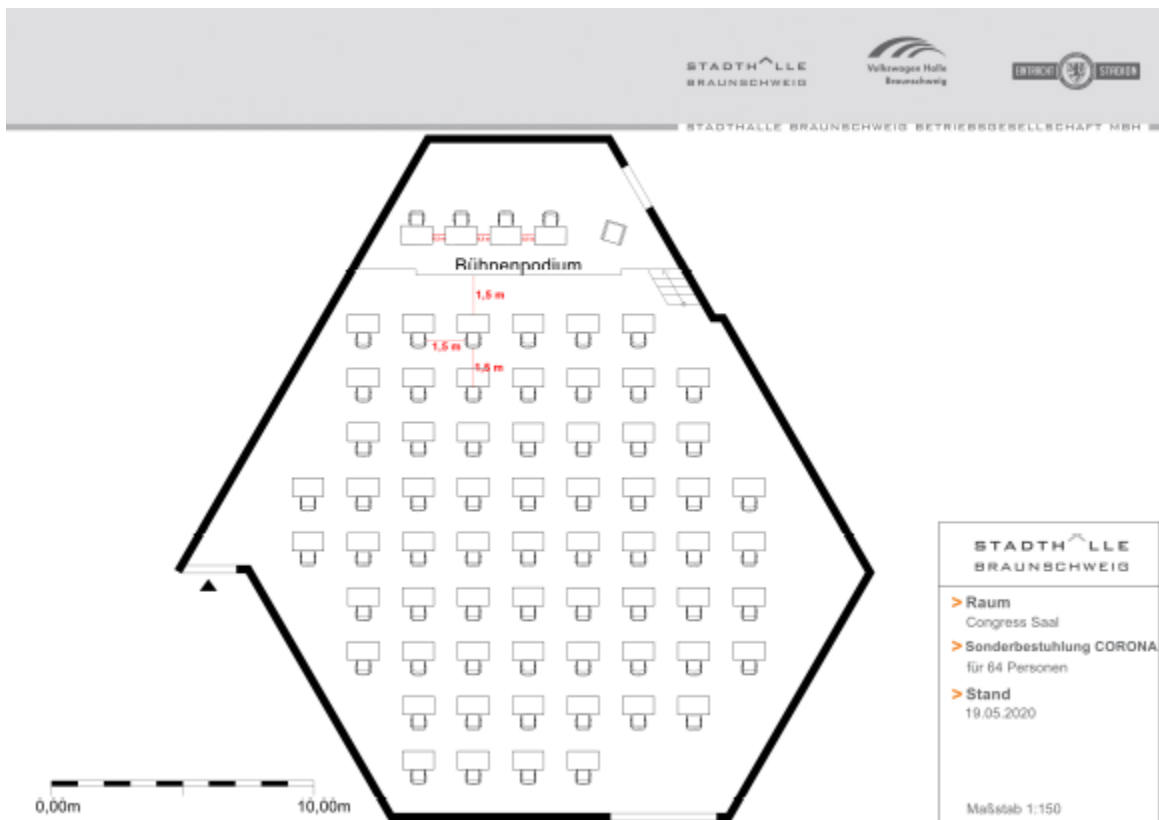 STADTHALLE
BRAUNSCHWEIG
Volkswagen Halle
Braunschweig
EINTRACHT STADION
STADTHALLE BRAUNSCHWEIG BETRIEBSGESELLSCHAFT MBH
Bühnenpodium
1,5 m
1,5 m
1,5 m
STADTHALLE
BRAUNSCHWEIG
> Raum
Congress Saal
> Sonderbestuhlung CORONA
für 64 Personen
> Stand
19.05.2020
0,00m 10,00m
Maßstab 1:150